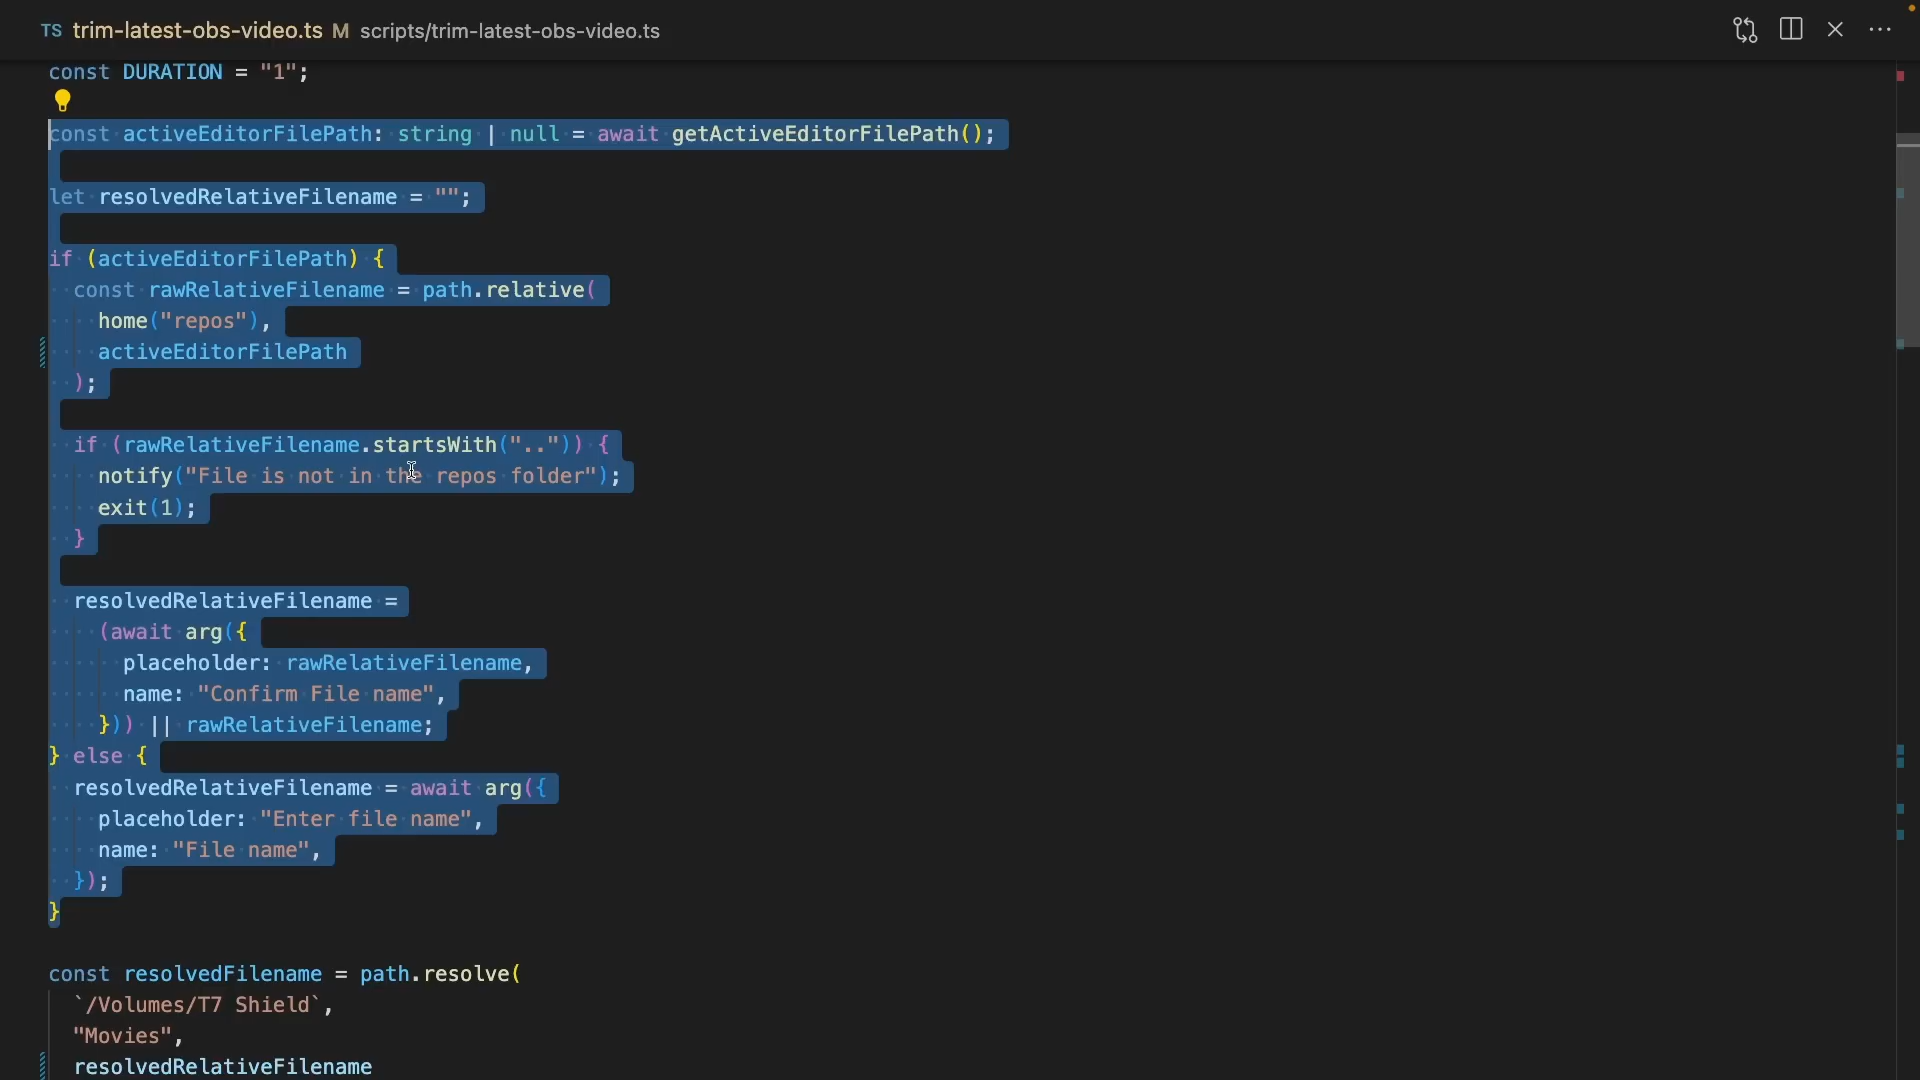 TS trim-latest-obs-video.ts M scripts/trim-latest-obs-video.ts
const DURATION = "1";
const activeEditorFilePath: string | null = await getActiveEditorFilePath();
let resolvedRelativeFilename = "";
if (activeEditorFilePath) {
const rawRelativeFilename = path.relative(
home("repos"),
activeEditorFilePath
);
if (rawRelativeFilename.startsWith("..")) {
notify("File is not in the repos folder");
exit(1);
}
resolvedRelativeFilename =
(await arg({
placeholder: rawRelativeFilename,
name: "Confirm File name",
})) || rawRelativeFilename;
} else {
resolvedRelativeFilename = await arg({
placeholder: "Enter file name",
name: "File name",
});
}
const resolvedFilename = path.resolve(
`/Volumes/T7 Shield`,
"Movies",
resolvedRelativeFilename